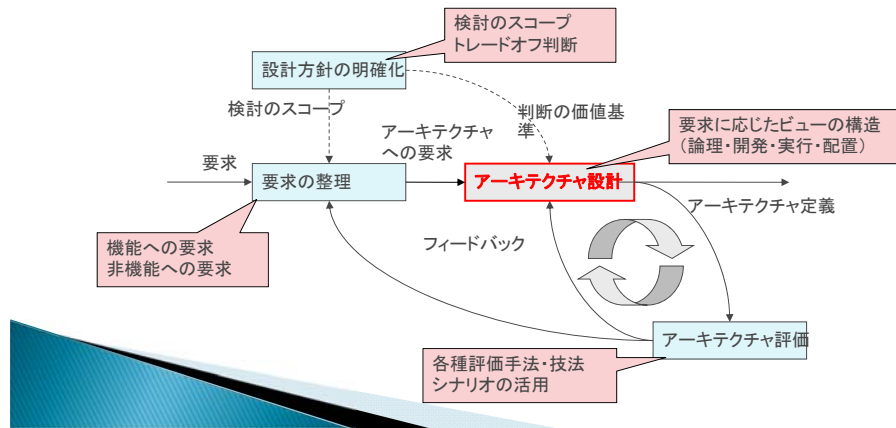 検討のスコープ
トレードオフ判断
設計方針の明確化
検討のスコープ
判断の価値基
準
アーキテクチャ
への要求
要求に応じたビューの構造
（論理・開発・実行・配置）
要求
要求の整理
アーキテクチャ設計
アーキテクチャ定義
機能への要求
非機能への要求
フィードバック
アーキテクチャ評価
各種評価手法・技法
シナリオの活用